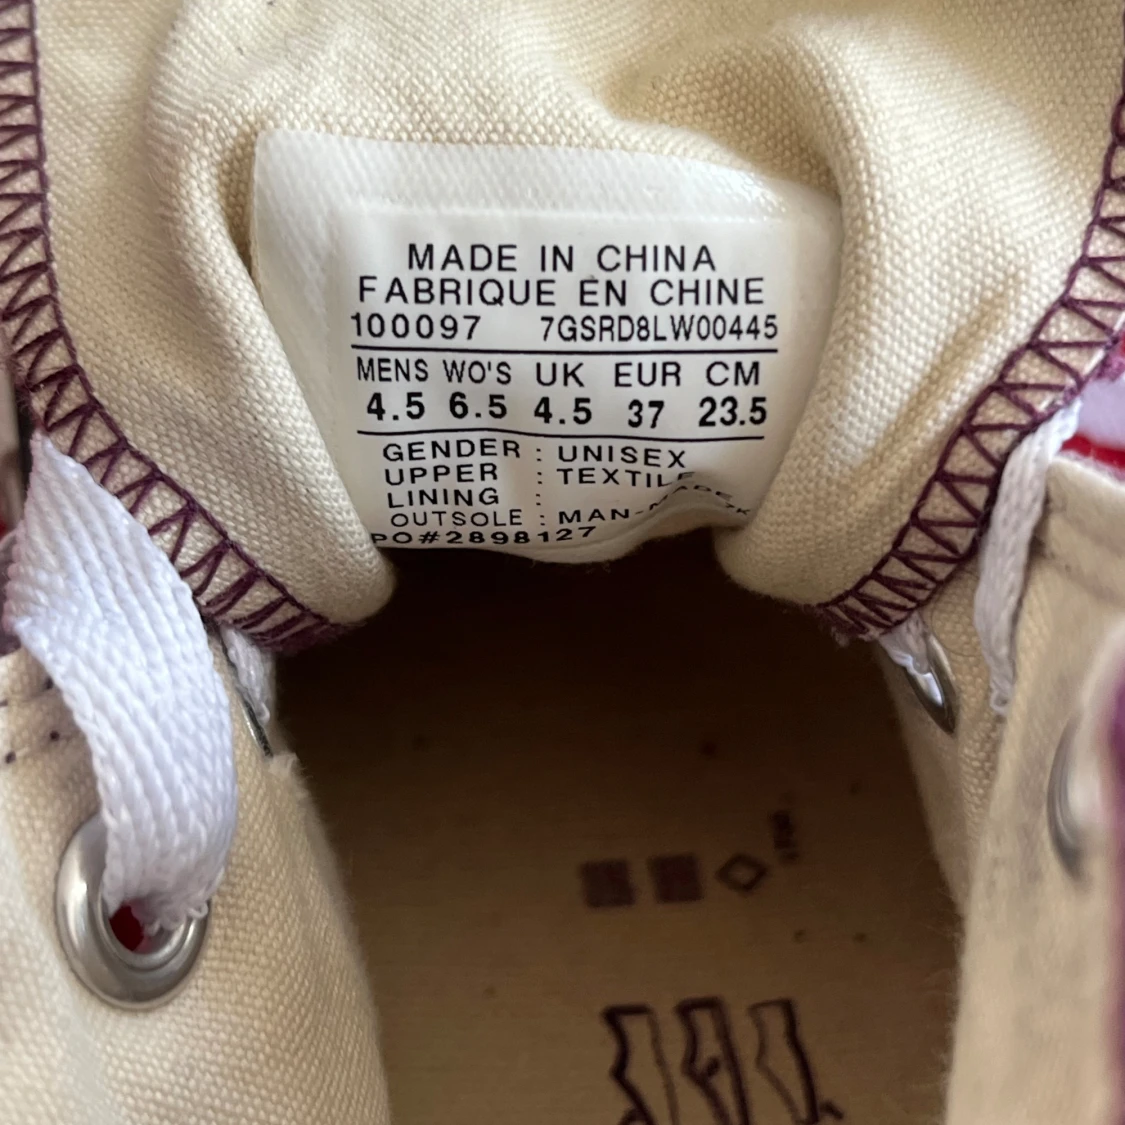 MADE IN CHINA
FABRIQUE EN CHINE
100097 7GSRD8LW00445
MENS WO'S UK EUR CM
4.5 6.5 4.5 37 23.5
GENDER : UNISEX
UPPER : TEXTILE
LINING :
OUTSOLE : MAN-MADE
PO#2898127